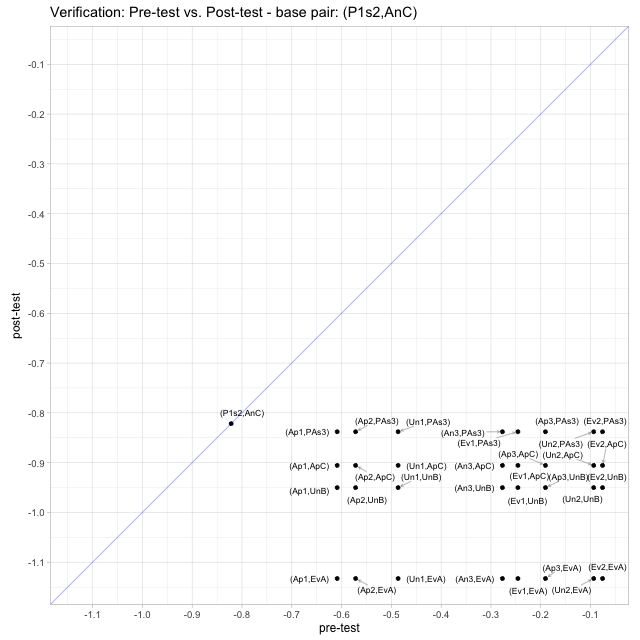 Verification: Pre-test vs. Post-test - base pair: (P1s2,AnC)
-0.1
-0.2
-0.3
-0.4
-0.5
-0.6
-0.7
-0.8
-0.9
-1.0
-1.1
post-test
(P1s2,AnC)
(Ap1,PAs3)
(Ap2,PAs3)
(Un1,PAs3)
(An3,PAs3)
(Ev1,PAs3)
(Ap3,PAs3)
(Ev2,PAs3)
(Un2,PAs3)
(Ev2,ApC)
(Ap3,ApC)
(Un2,ApC)
(Ap1,ApC)
(Ap2,ApC)
(Un1,ApC)
(An3,ApC)
(Ev1,ApC)
(Ap3,UnB)
(Ev2,UnB)
(Un1,UnB)
(Ap1,UnB)
(Ap2,UnB)
(An3,UnB)
(Ev1,UnB)
(Un2,UnB)
(Ap3,EvA)
(Ev2,EvA)
(Ap1,EvA)
(Ap2,EvA)
(Un1,EvA)
(An3,EvA)
(Ev1,EvA)
(Un2,EvA)
-1.1 -1.0 -0.9 -0.8 -0.7 -0.6 -0.5 -0.4 -0.3 -0.2 -0.1
pre-test